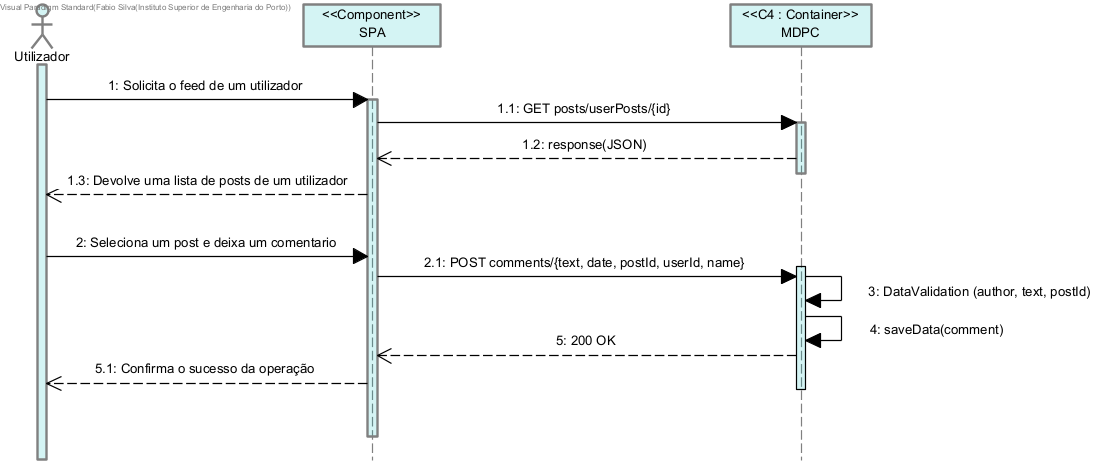 Visual Paradigm Standard(Fabio Silva(Instituto Superior de Engenharia do Porto))
<<Component>>
SPA
<<C4 : Container>>
MDPC
Utilizador
1: Solicita o feed de um utilizador
1.1: GET posts/userPosts/{id}
1.2: response(JSON)
1.3: Devolve uma lista de posts de um utilizador
2: Seleciona um post e deixa um comentario
2.1: POST comments/{text, date, postId, userId, name}
3: DataValidation (author, text, postId)
4: saveData(comment)
5: 200 OK
5.1: Confirma o sucesso da operação